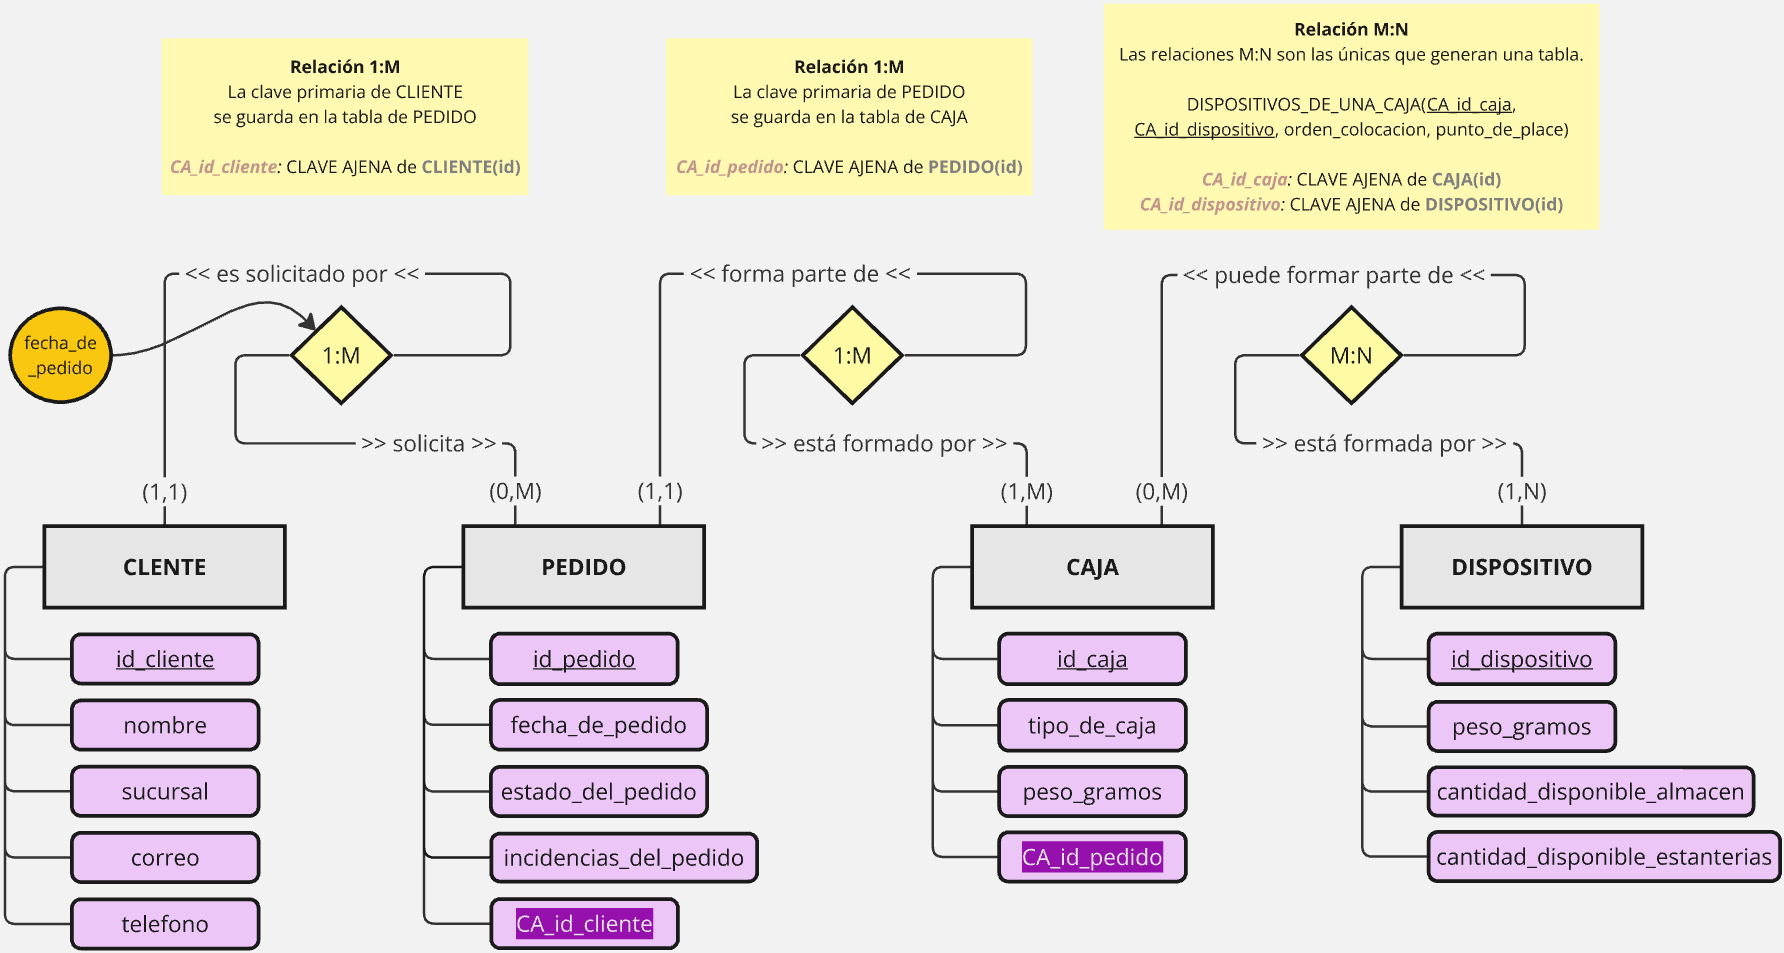 Relación 1:M
La clave primaria de CLIENTE
se guarda en la tabla de PEDIDO
CA_id_cliente: CLAVE AJENA de CLIENTE(id)
Relación 1:M
La clave primaria de PEDIDO
se guarda en la tabla de CAJA
CA_id_pedido: CLAVE AJENA de PEDIDO(id)
Relación M:N
Las relaciones M:N son las únicas que generan una tabla.
DISPOSITIVOS_DE_UNA_CAJA(CA_id_caja,
CA_id_dispositivo, orden_colocacion, punto_de_place)
CA_id_caja: CLAVE AJENA de CAJA(id)
CA_id_dispositivo: CLAVE AJENA de DISPOSITIVO(id)
<< es solicitado por <<
<< forma parte de <<
<< puede formar parte de <<
fecha_de
_pedido
1:M
1:M
M:N
>> solicita >>
>> está formado por >>
>> está formada por >>
(1,1)
(0,M)
(1,1)
(1,M)
(0,M)
(1,N)
CLENTE
id_cliente
nombre
sucursal
correo
telefono
PEDIDO
id_pedido
fecha_de_pedido
estado_del_pedido
incidencias_del_pedido
CA_id_cliente
CAJA
id_caja
tipo_de_caja
peso_gramos
CA_id_pedido
DISPOSITIVO
id_dispositivo
peso_gramos
cantidad_disponible_almacen
cantidad_disponible_estanterias